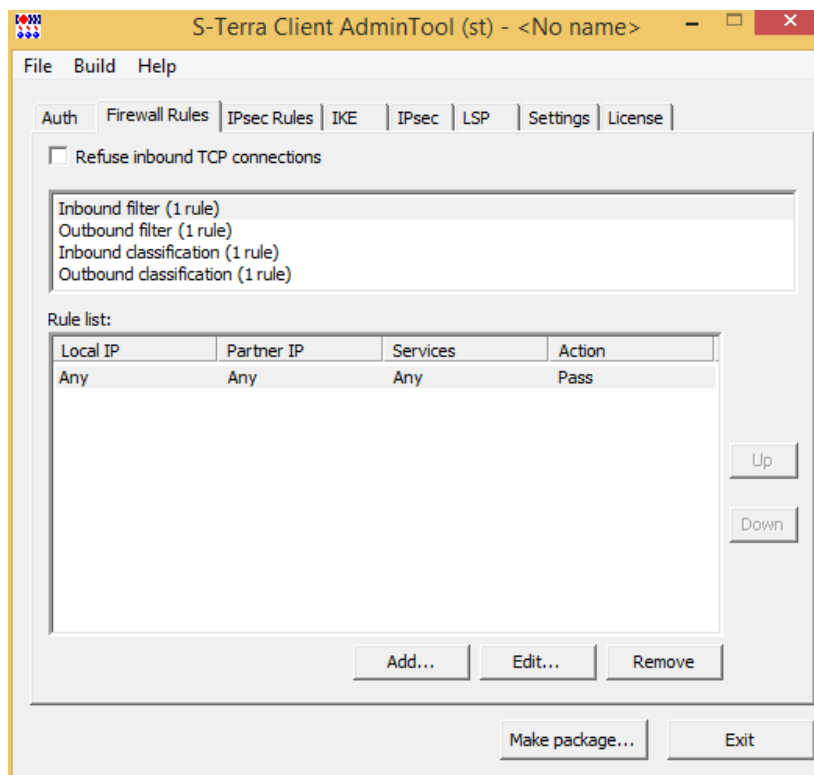 S-Terra Client AdminTool (st) - <No name>
File Build Help
Auth Firewall Rules IPsec Rules IKE IPsec LSP Settings License
Refuse inbound TCP connections
Inbound filter (1 rule)
Outbound filter (1 rule)
Inbound classification (1 rule)
Outbound classification (1 rule)
Rule list:
Local IP Partner IP Services Action
Any Any Any Pass
Up
Down
Add... Edit... Remove
Make package... Exit